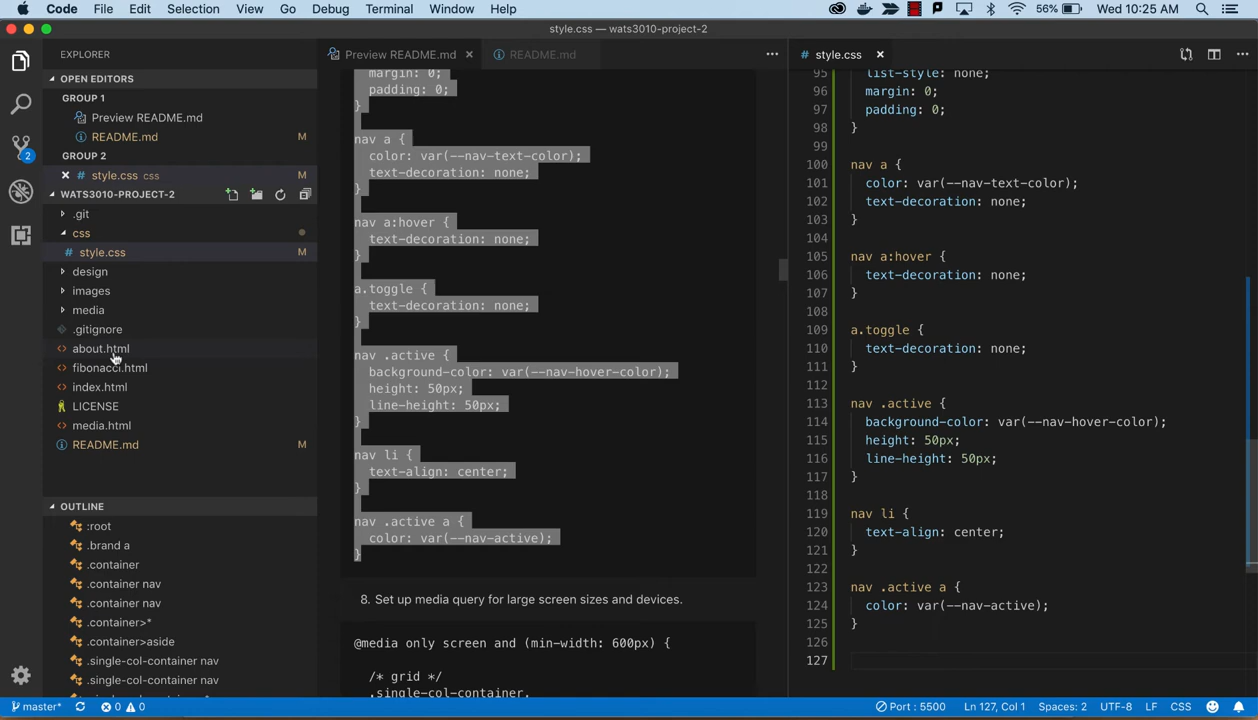 Code File Edit Selection View Go Debug Terminal Window Help 56% Wed 10:25 AM
style.css — wats3010-project-2
EXPLORER
OPEN EDITORS
GROUP 1
Preview README.md
README.md M
GROUP 2
style.css css M
WATS3010-PROJECT-2
.git
css
style.css M
design
images
media
.gitignore
about.html
fibonacci.html
index.html
LICENSE
media.html
README.md M
OUTLINE
:root
.brand a
.container
.container nav
.container nav
.container>*
.container>aside
.single-col-container nav
2
Preview README.md
README.md
margin: 0;
padding: 0;
}
nav a {
color: var(--nav-text-color);
text-decoration: none;
}
nav a:hover {
text-decoration: none;
}
a.toggle {
text-decoration: none;
}
nav .active {
background-color: var(--nav-hover-color);
height: 50px;
line-height: 50px;
}
nav li {
text-align: center;
}
nav .active a {
color: var(--nav-active);
}
8. Set up media query for large screen sizes and devices.
@media only screen and (min-width: 600px) {
/* grid */
.single-col-container,
style.css
95 list-style: none;
96 margin: 0;
97 padding: 0;
98 }
99
100 nav a {
101 color: var(--nav-text-color);
102 text-decoration: none;
103 }
104
105 nav a:hover {
106 text-decoration: none;
107 }
108
109 a.toggle {
110 text-decoration: none;
111 }
112
113 nav .active {
114 background-color: var(--nav-hover-color);
115 height: 50px;
116 line-height: 50px;
117 }
118
119 nav li {
120 text-align: center;
121 }
122
123 nav .active a {
124 color: var(--nav-active);
125 }
126
127
master* 0 0 Port : 5500 Ln 127, Col 1 Spaces: 2 UTF-8 LF CSS